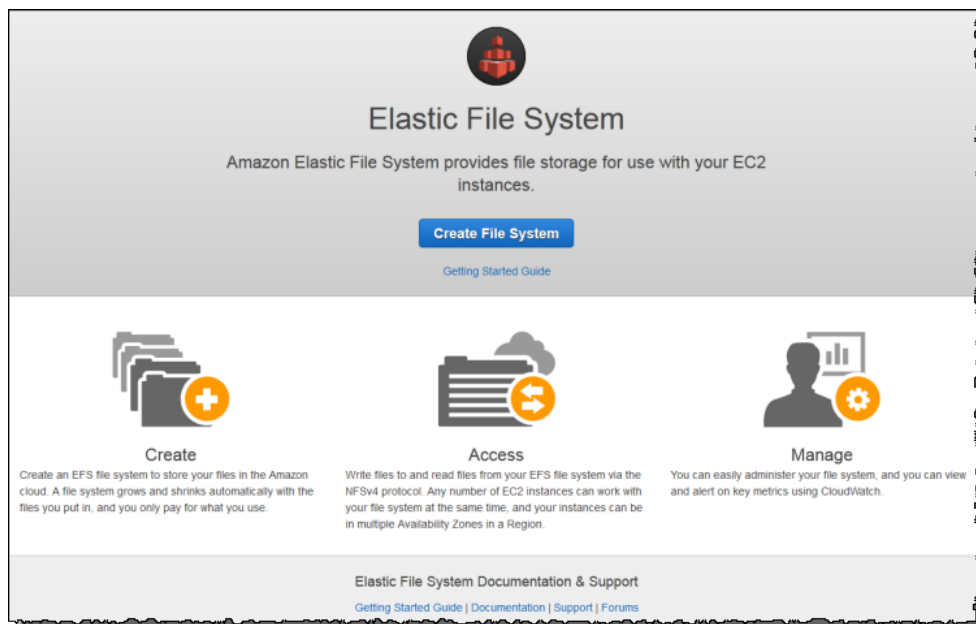 Elastic File System
Amazon Elastic File System provides file storage for use with your EC2
instances.
Create File System
Getting Started Guide
Create
Create an EFS file system to store your files in the Amazon
cloud. A file system grows and shrinks automatically with the
files you put in, and you only pay for what you use.
Access
Write files to and read files from your EFS file system via the
NFSv4 protocol. Any number of EC2 instances can work with
your file system at the same time, and your instances can be
in multiple Availability Zones in a Region.
Manage
You can easily administer your file system, and you can view
and alert on key metrics using CloudWatch.
Elastic File System Documentation & Support
Getting Started Guide | Documentation | Support | Forums